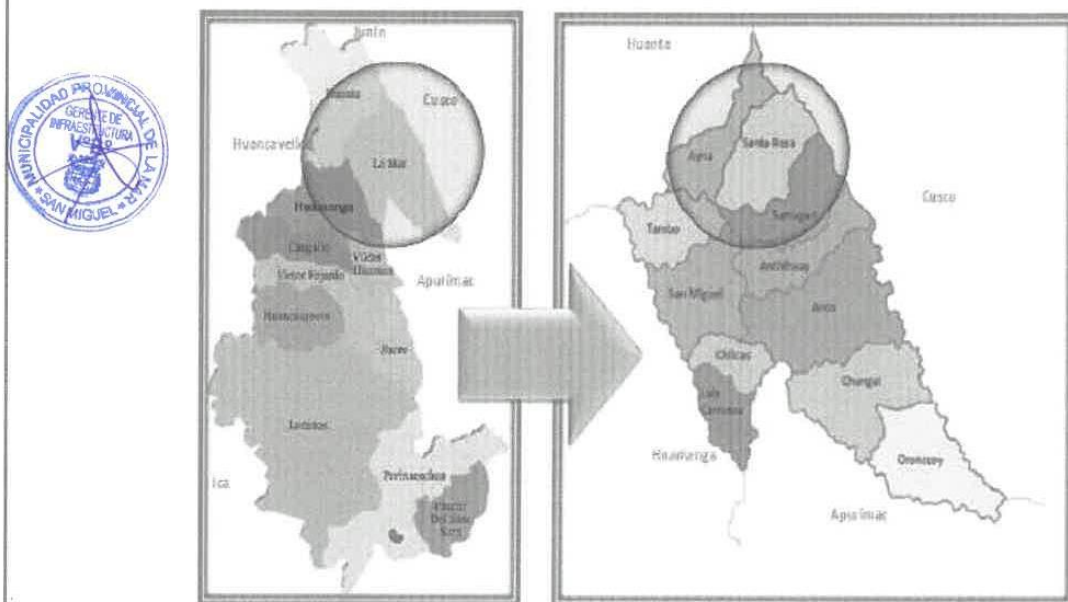 MUNICIPALIDAD PROVINCIAL DE LA MAR
GERENTE DE
INFRAESTRUCTURA
SAN MIGUEL
Junín
Huanta
Cusco
Huancavelica
La Mar
Huamanga
Cangallo
Vilcas
Huaman
Víctor Fajardo
Apurímac
Huancasancos
Sucre
Lucanas
Ica
Parinacochas
Paucar
Del Sara
Sara
Huanta
Santa Rosa
Ayna
Samugari
Cusco
Tambo
Anchihuay
San Miguel
Anco
Chilcas
Chungui
Luis
Carranza
Huamanga
Oronccoy
Apurímac